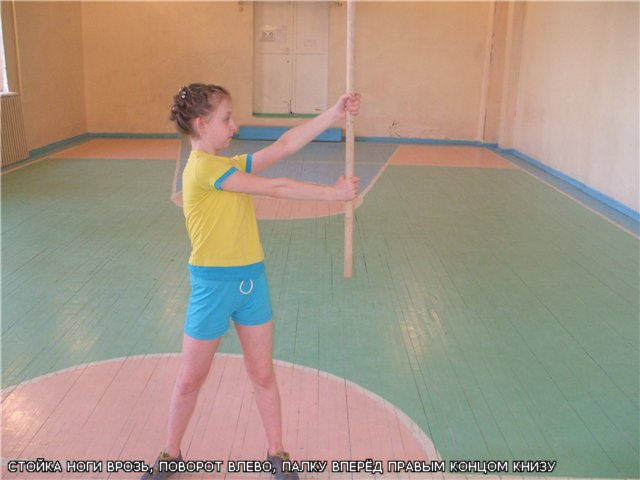 СТОЙКА НОГИ ВРОЗЬ, ПОВОРОТ ВЛЕВО, ПАЛКУ ВПЕРЁД ПРАВЫМ КОНЦОМ КНИЗУ